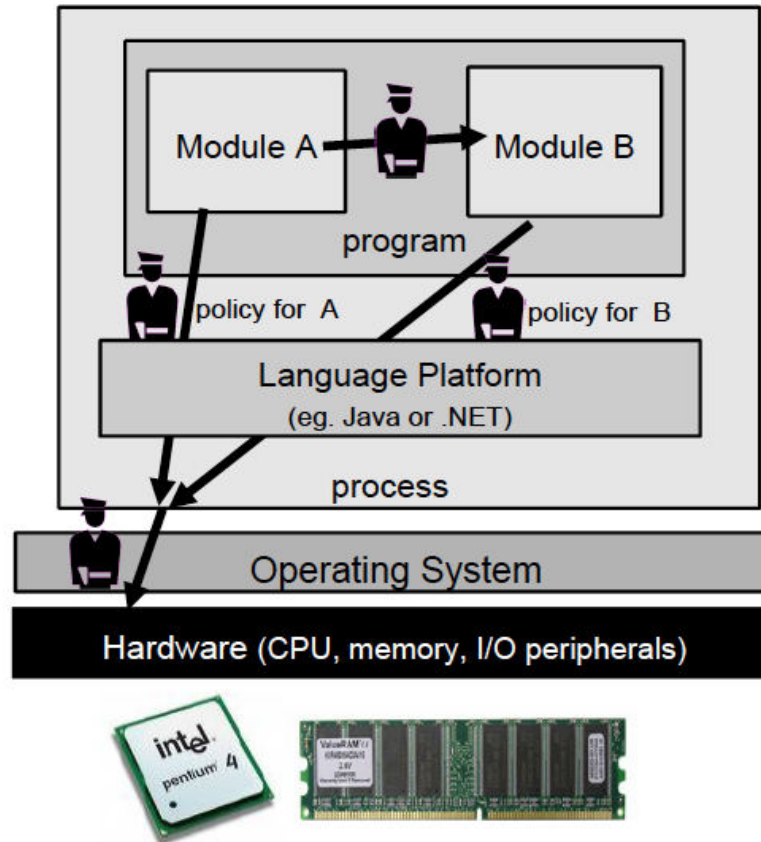 Module A
Module B
program
policy for A
policy for B
Language Platform
(eg. Java or .NET)
process
Operating System
Hardware (CPU, memory, I/O peripherals)
intel
pentium 4
ValueRAM